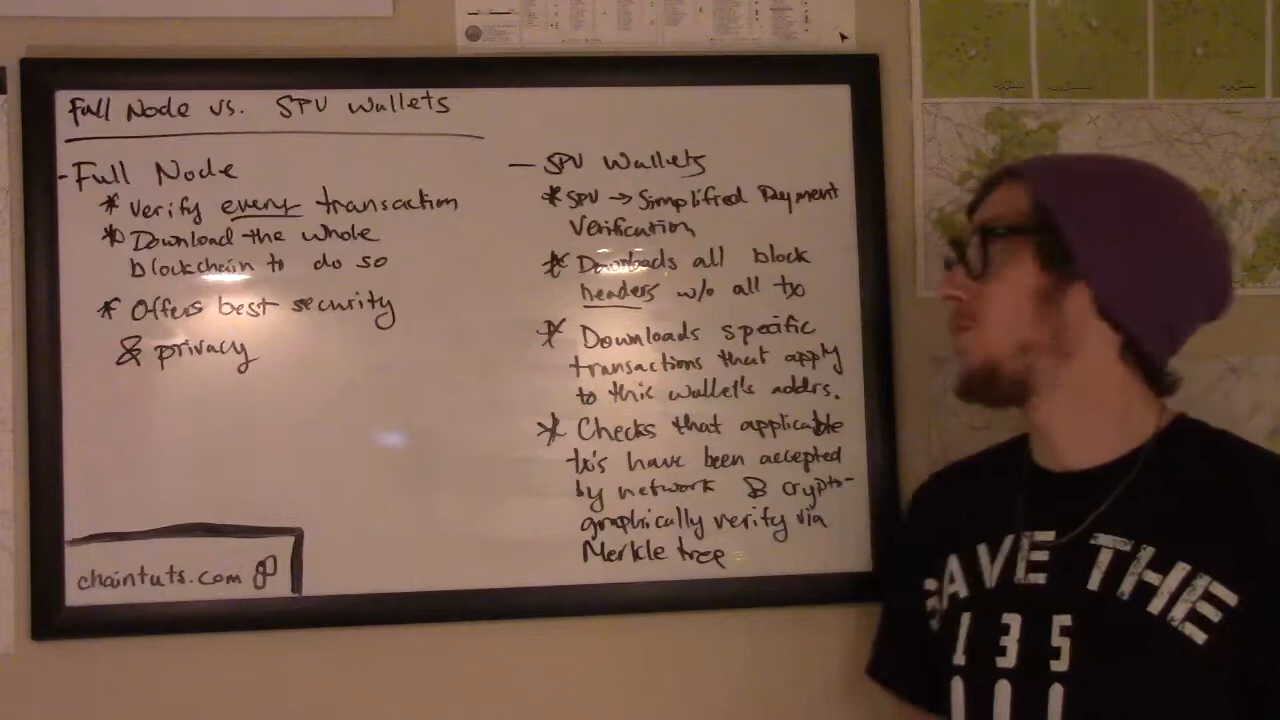 Full Node vs. SPV Wallets
- Full Node
* Verify every transaction
* Download the whole
blockchain to do so
* Offers best security
& privacy
chaintuts.com
— SPV Wallets
* SPV → Simplified Payment
Verification
* Downloads all block
headers w/o all tx
* Downloads specific
transactions that apply
to this wallet's addrs.
* Checks that applicable
tx's have been accepted
by network & crypto-
graphically verify via
Merkle tree
SAVE THE
135